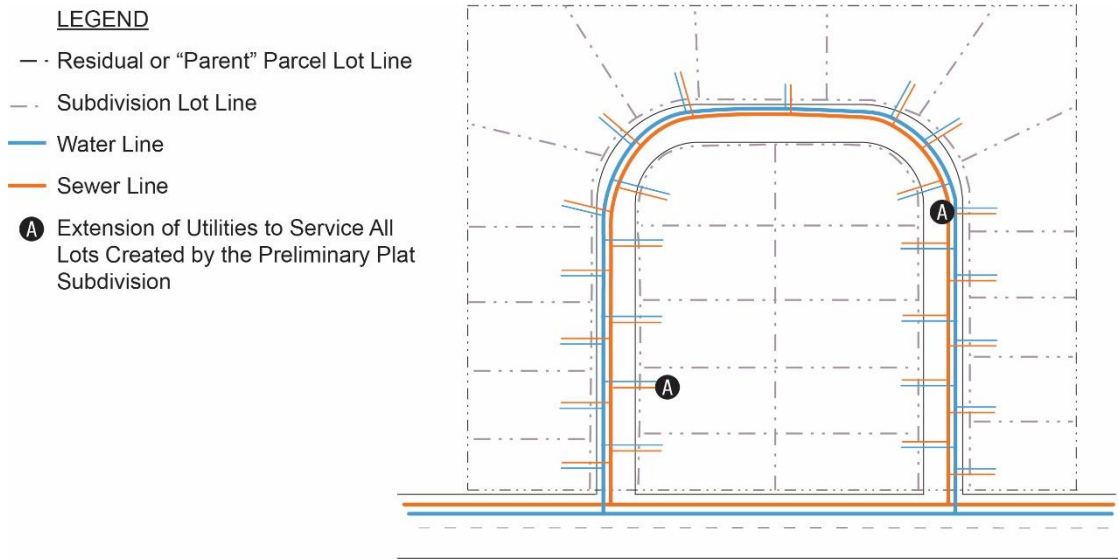 LEGEND
Residual or “Parent” Parcel Lot Line
Subdivision Lot Line
Water Line
Sewer Line
A Extension of Utilities to Service All
Lots Created by the Preliminary Plat
Subdivision
A
A